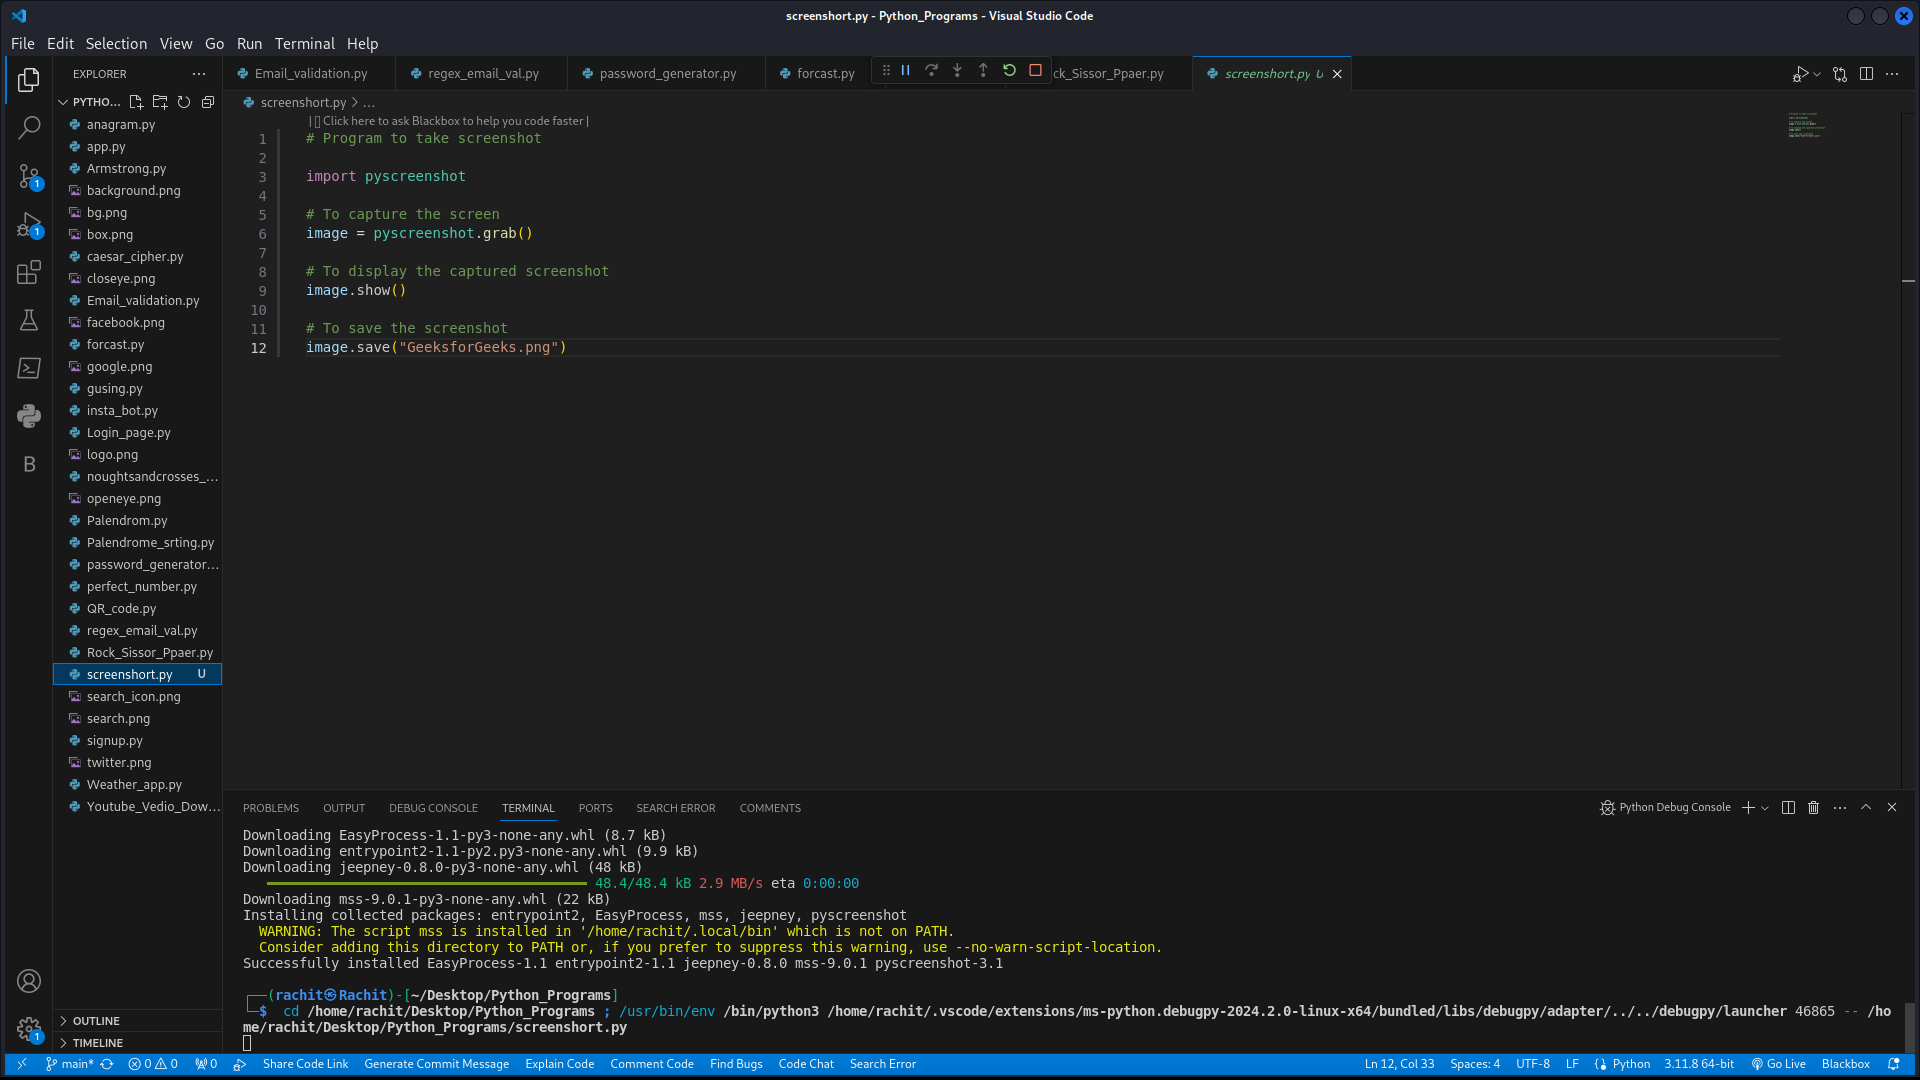 screenshort.py - Python_Programs - Visual Studio Code
File Edit Selection View Go Run Terminal Help
EXPLORER
Email_validation.py regex_email_val.py password_generator.py forcast.py ck_Sissor_Ppaer.py screenshort.py U
PYTHO...
screenshort.py > ...
anagram.py
app.py
Armstrong.py
background.png
bg.png
box.png
caesar_cipher.py
closeye.png
Email_validation.py
facebook.png
forcast.py
google.png
gusing.py
insta_bot.py
Login_page.py
logo.png
noughtsandcrosses_...
openeye.png
Palendrom.py
Palendrome_srting.py
password_generator...
perfect_number.py
QR_code.py
regex_email_val.py
Rock_Sissor_Ppaer.py
screenshort.py U
search_icon.png
search.png
signup.py
twitter.png
Weather_app.py
Youtube_Vedio_Dow...
OUTLINE
TIMELINE
1
1
B
1
| Click here to ask Blackbox to help you code faster |
1 # Program to take screenshot
2
3 import pyscreenshot
4
5 # To capture the screen
6 image = pyscreenshot.grab()
7
8 # To display the captured screenshot
9 image.show()
10
11 # To save the screenshot
12 image.save("GeeksforGeeks.png")
PROBLEMS OUTPUT DEBUG CONSOLE TERMINAL PORTS SEARCH ERROR COMMENTS
Python Debug Console
Downloading EasyProcess-1.1-py3-none-any.whl (8.7 kB)
Downloading entrypoint2-1.1-py2.py3-none-any.whl (9.9 kB)
Downloading jeepney-0.8.0-py3-none-any.whl (48 kB)
48.4/48.4 kB 2.9 MB/s eta 0:00:00
Downloading mss-9.0.1-py3-none-any.whl (22 kB)
Installing collected packages: entrypoint2, EasyProcess, mss, jeepney, pyscreenshot
WARNING: The script mss is installed in '/home/rachit/.local/bin' which is not on PATH.
Consider adding this directory to PATH or, if you prefer to suppress this warning, use --no-warn-script-location.
Successfully installed EasyProcess-1.1 entrypoint2-1.1 jeepney-0.8.0 mss-9.0.1 pyscreenshot-3.1
┌──(rachit㉿Rachit)-[~/Desktop/Python_Programs]
└─$ cd /home/rachit/Desktop/Python_Programs ; /usr/bin/env /bin/python3 /home/rachit/.vscode/extensions/ms-python.debugpy-2024.2.0-linux-x64/bundled/libs/debugpy/adapter/../../debugpy/launcher 46865 -- /ho
me/rachit/Desktop/Python_Programs/screenshort.py
main* 0 0 0 Share Code Link Generate Commit Message Explain Code Comment Code Find Bugs Code Chat Search Error Ln 12, Col 33 Spaces: 4 UTF-8 LF Python 3.11.8 64-bit Go Live Blackbox